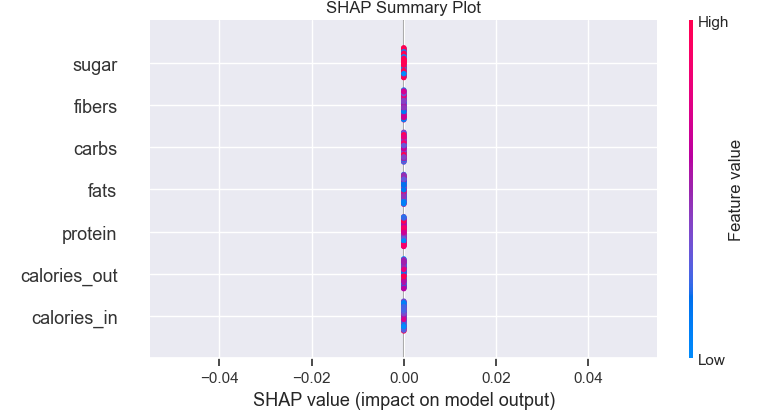 SHAP Summary Plot
High
sugar
fibers
carbs
fats
protein
calories_out
calories_in
Feature value
Low
−0.04
−0.02
0.00
0.02
0.04
SHAP value (impact on model output)